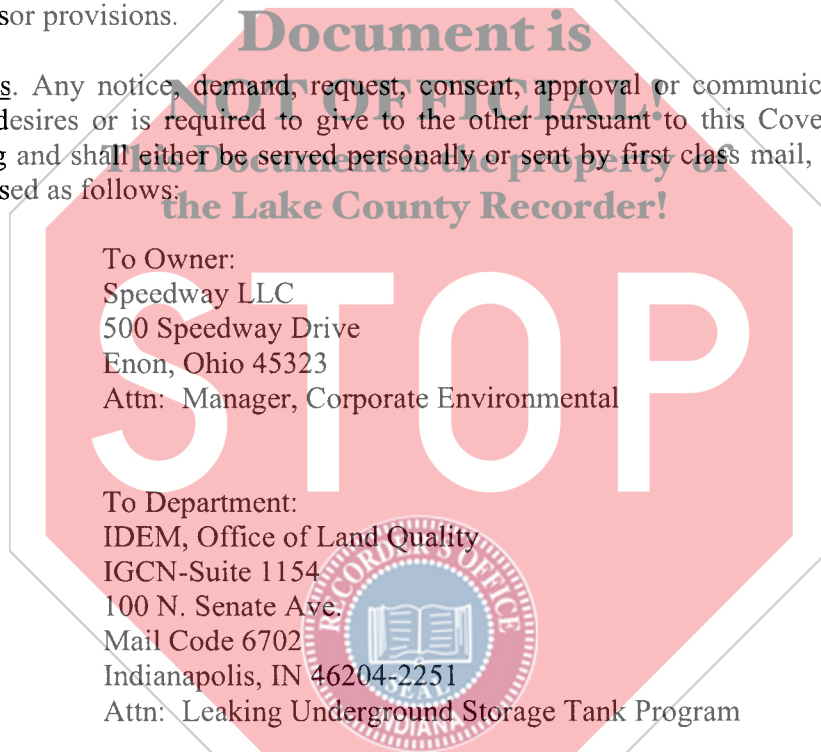 sor provisions.
Document is
s. Any notice, demand, request, consent, approval or communic
NOT OFFICIAL!
desires or is required to give to the other pursuant to this Cove
g and shall either be served personally or sent by first class mail,
This Document is the property of
sed as follows:
the Lake County Recorder!
To Owner:
Speedway LLC
500 Speedway Drive
Enon, Ohio 45323
Attn: Manager, Corporate Environmental
STOP
To Department:
IDEM, Office of Land Quality
IGCN-Suite 1154
100 N. Senate Ave.
Mail Code 6702
Indianapolis, IN 46204-2251
Attn: Leaking Underground Storage Tank Program
RECORDER'S OFFICE
SEAL
INDIANA